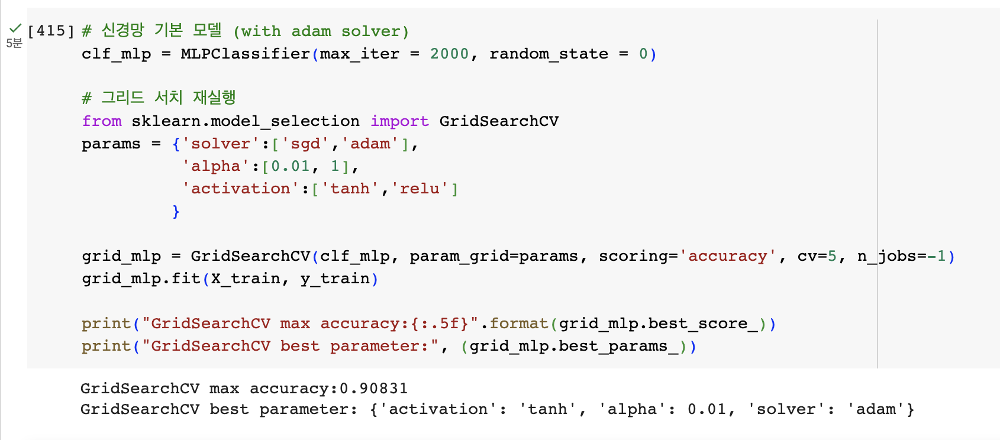 [415] # 신경망 기본 모델 (with adam solver)
5분
clf_mlp = MLPClassifier(max_iter = 2000, random_state = 0)
# 그리드 서치 재실행
from sklearn.model_selection import GridSearchCV
params = {'solver':['sgd','adam'],
'alpha':[0.01, 1],
'activation':['tanh','relu']
}
grid_mlp = GridSearchCV(clf_mlp, param_grid=params, scoring='accuracy', cv=5, n_jobs=-1)
grid_mlp.fit(X_train, y_train)
print("GridSearchCV max accuracy:{:.5f}".format(grid_mlp.best_score_))
print("GridSearchCV best parameter:", (grid_mlp.best_params_))
GridSearchCV max accuracy:0.90831
GridSearchCV best parameter: {'activation': 'tanh', 'alpha': 0.01, 'solver': 'adam'}